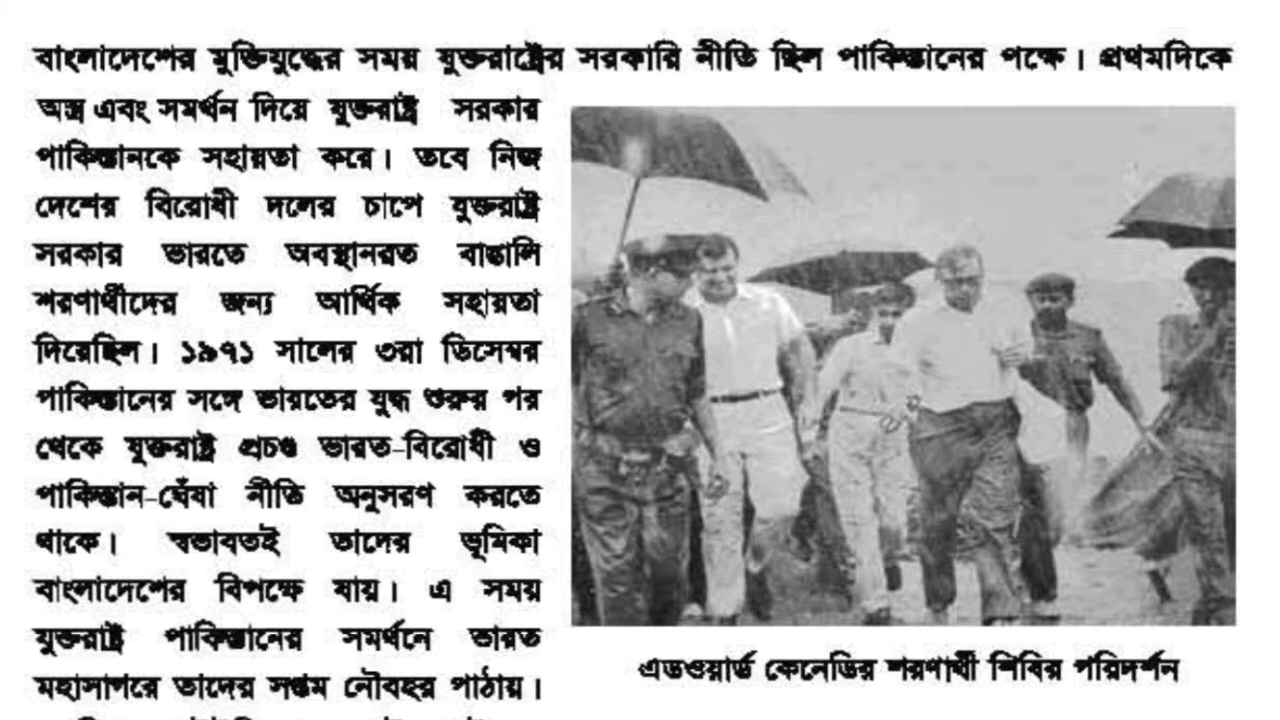 বাংলাদেশের মুক্তিযুদ্ধের সময় যুক্তরাষ্ট্রের সরকারি নীতি ছিল পাকিস্তানের পক্ষে। প্রথমদিকে
অস্ত্র এবং সমর্থন দিয়ে যুক্তরাষ্ট্র সরকার
পাকিস্তানকে সহায়তা করে। তবে নিজ
দেশের বিরোধী দলের চাপে যুক্তরাষ্ট্র
সরকার ভারতে অবস্থানরত বাঙালি
শরণার্থীদের জন্য আর্থিক সহায়তা
দিয়েছিল। ১৯৭১ সালের ৩রা ডিসেম্বর
পাকিস্তানের সঙ্গে ভারতের যুদ্ধ শুরুর পর
থেকে যুক্তরাষ্ট্র প্রচণ্ড ভারত-বিরোধী ও
পাকিস্তান-ঘেঁষা নীতি অনুসরণ করতে
থাকে। স্বভাবতই তাদের ভূমিকা
বাংলাদেশের বিপক্ষে যায়। এ সময়
যুক্তরাষ্ট্র পাকিস্তানের সমর্থনে ভারত
মহাসাগরে তাদের সপ্তম নৌবহর পাঠায়।
এডওয়ার্ড কেনেডির শরণার্থী শিবির পরিদর্শন